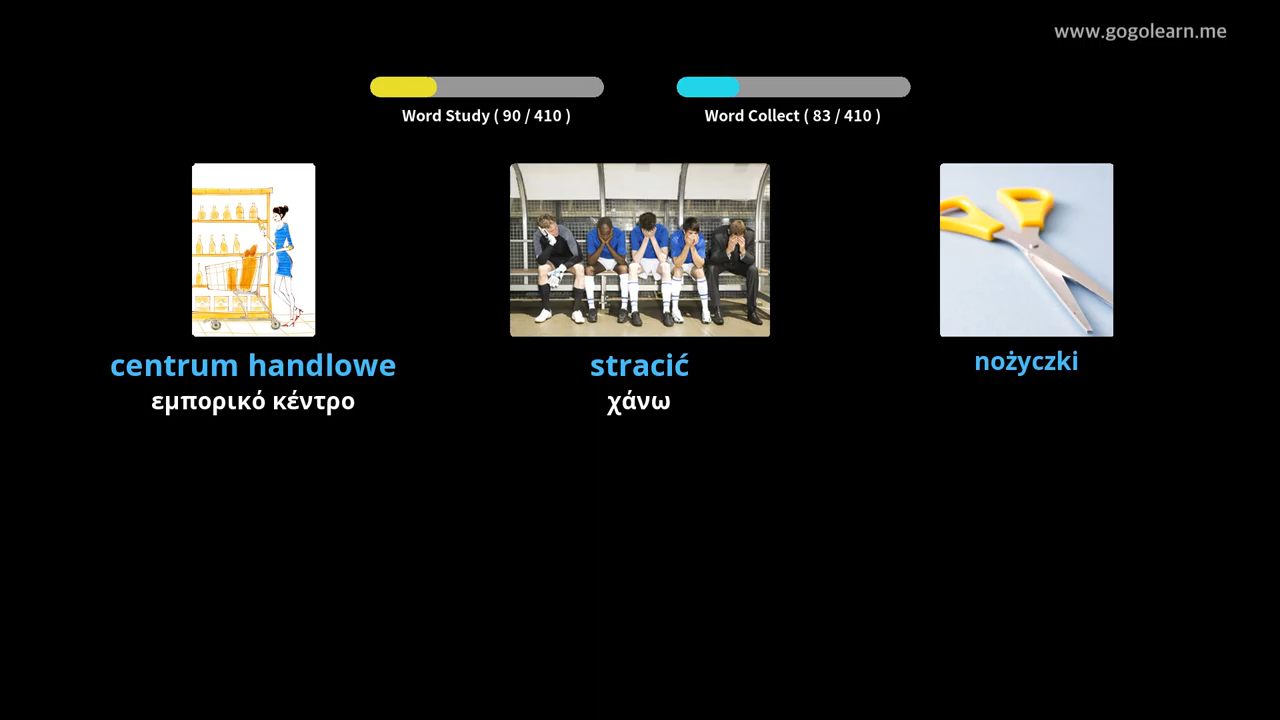 www.gogolearn.me
Word Study ( 90 / 410 )
Word Collect ( 83 / 410 )
centrum handlowe
εμπορικό κέντρο
stracić
χάνω
nożyczki